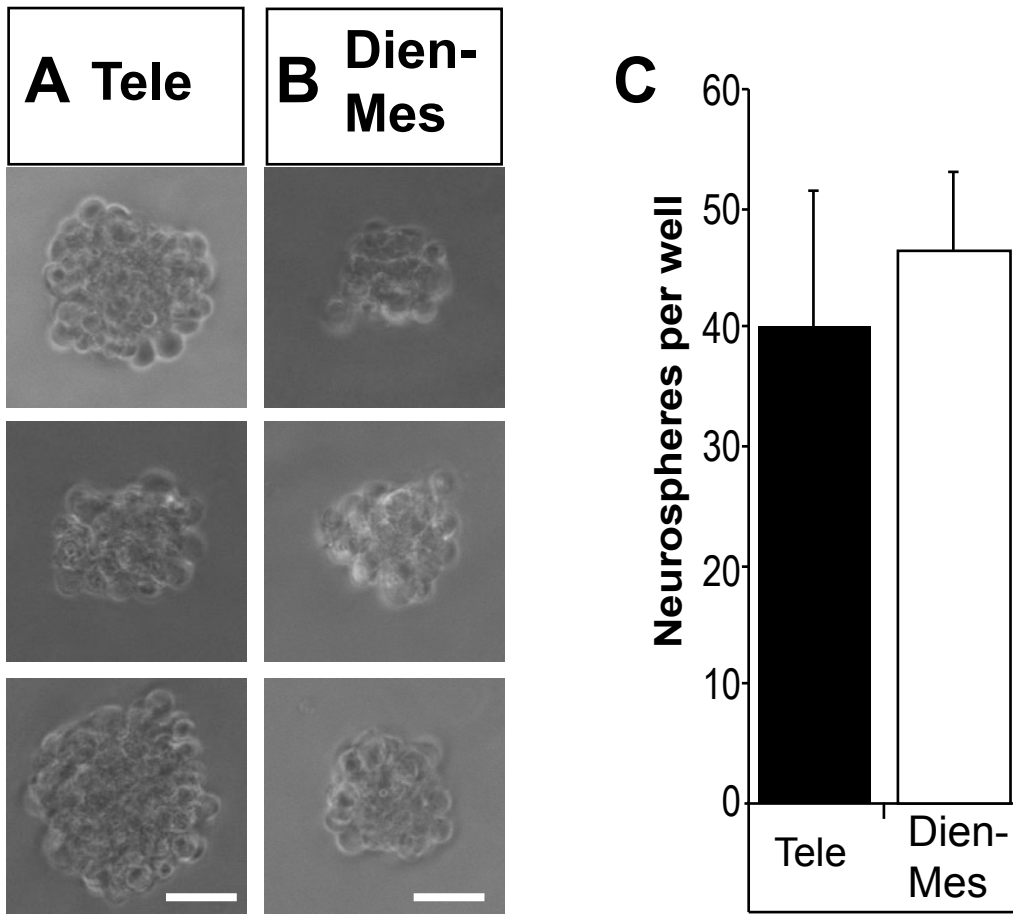 A Tele
B Dien-
Mes
C
Neurospheres per well
60
50
40
30
20
10
0
Tele
Dien-
Mes